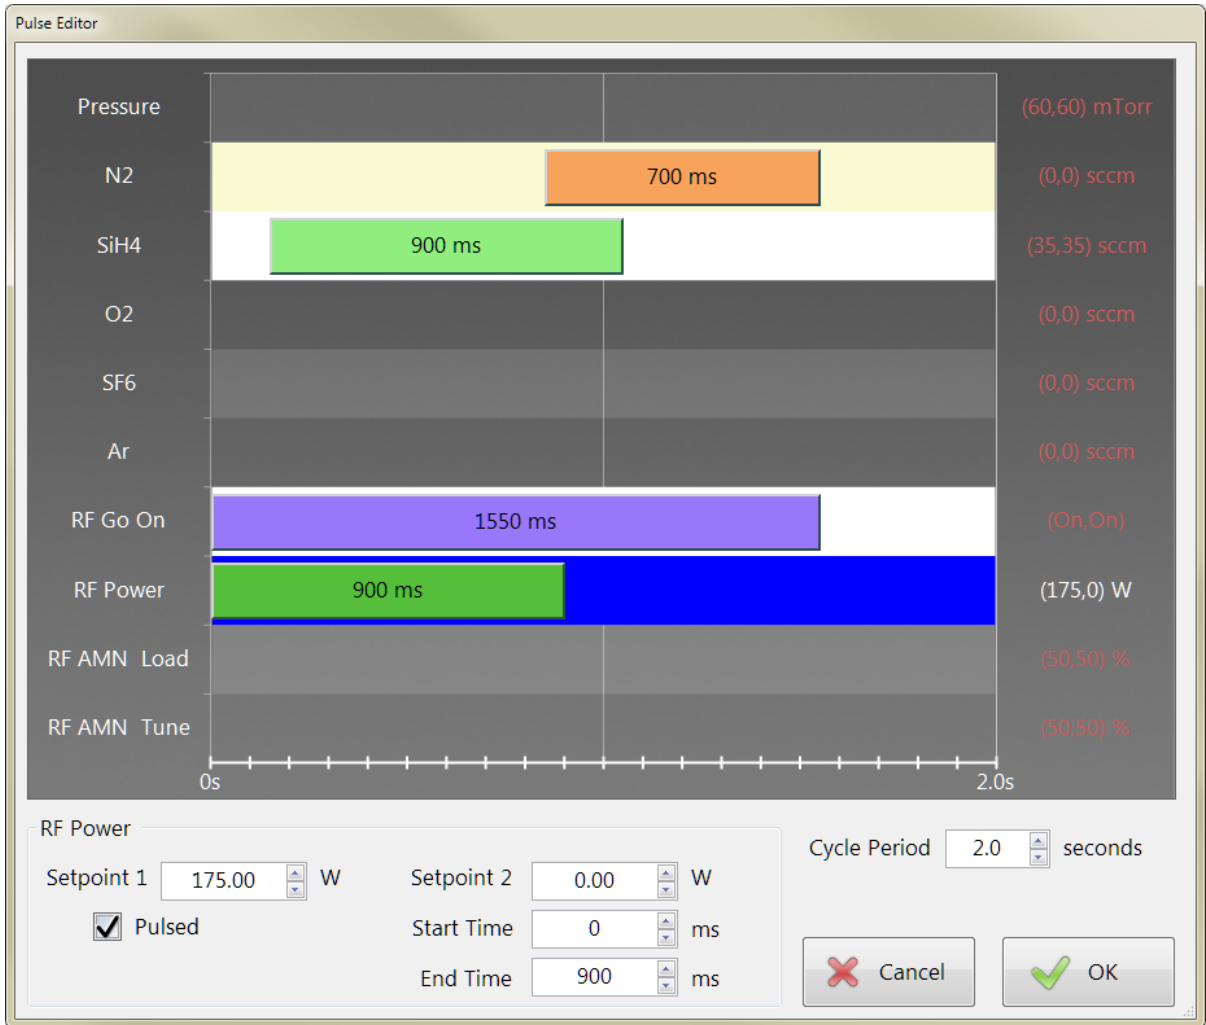 Pulse Editor
Pressure (60,60) mTorr
N2 700 ms (0,0) sccm
SiH4 900 ms (35,35) sccm
O2 (0,0) sccm
SF6 (0,0) sccm
Ar (0,0) sccm
RF Go On 1550 ms (On,On)
RF Power 900 ms (175,0) W
RF AMN Load (50,50) %
RF AMN Tune (50,50) %
0s 2.0s
RF Power
Cycle Period 2.0 seconds
Setpoint 1 175.00 W Setpoint 2 0.00 W
Pulsed Start Time 0 ms
End Time 900 ms
Cancel OK